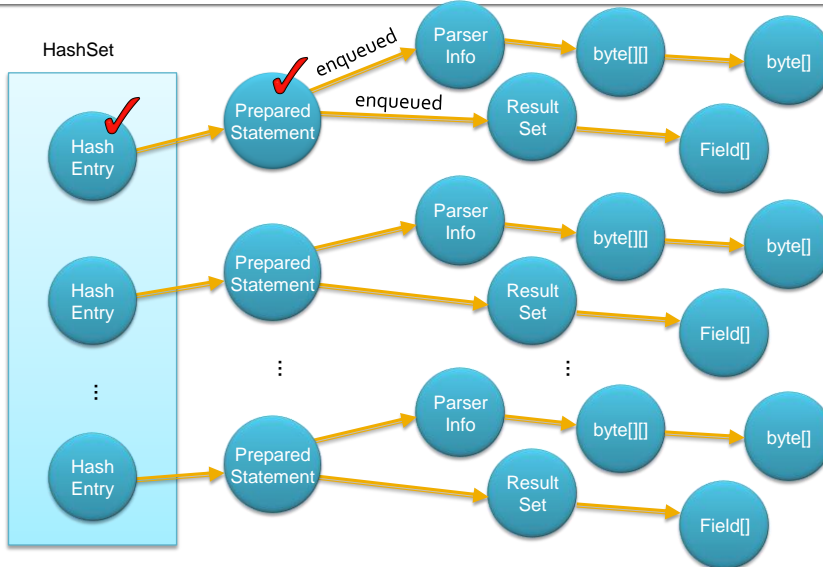 HashSet
Hash
Entry
Prepared
Statement
enqueued
enqueued
Parser
Info
byte[][]
byte[]
Result
Set
Field[]
Hash
Entry
Prepared
Statement
Parser
Info
byte[][]
byte[]
Result
Set
Field[]
...
...
...
Hash
Entry
Prepared
Statement
Parser
Info
byte[][]
byte[]
Result
Set
Field[]